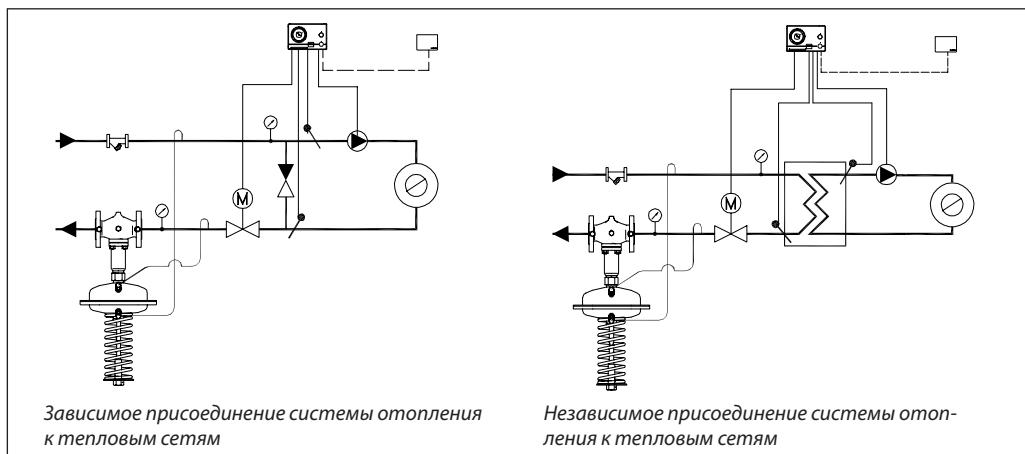 M
M
Зависимое присоединение системы отопления
к тепловым сетям
Независимое присоединение системы отоп-
ления к тепловым сетям